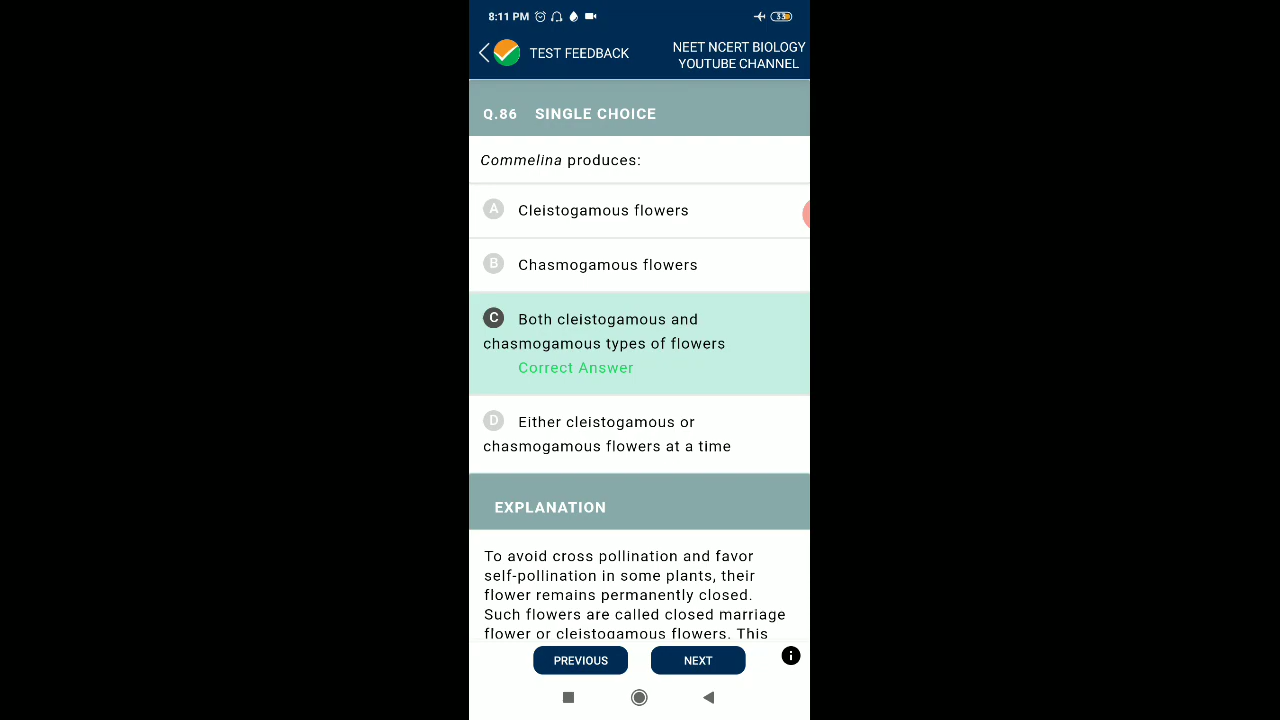 8:11 PM
33
TEST FEEDBACK
NEET NCERT BIOLOGY
YOUTUBE CHANNEL
Q.86 SINGLE CHOICE
Commelina produces:
A Cleistogamous flowers
B Chasmogamous flowers
C Both cleistogamous and
chasmogamous types of flowers
Correct Answer
D Either cleistogamous or
chasmogamous flowers at a time
EXPLANATION
To avoid cross pollination and favor
self-pollination in some plants, their
flower remains permanently closed.
Such flowers are called closed marriage
flower or cleistogamous flowers. This
PREVIOUS NEXT